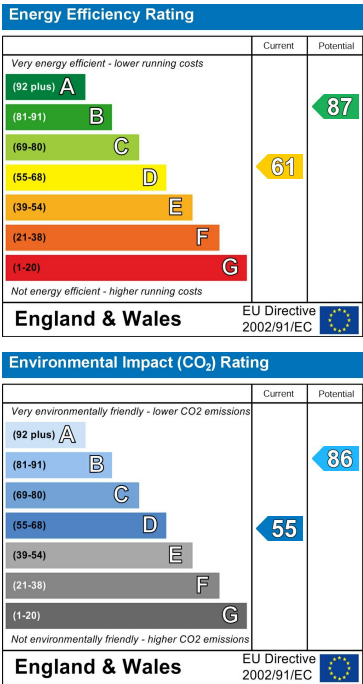 Energy Efficiency Rating
Current Potential
Very energy efficient - lower running costs
(92 plus) A
(81-91) B
87
(69-80) C
(55-68) D
61
(39-54) E
(21-38) F
(1-20) G
Not energy efficient - higher running costs
England & Wales
EU Directive
2002/91/EC
Environmental Impact (CO₂) Rating
Current Potential
Very environmentally friendly - lower CO2 emissions
(92 plus) A
(81-91) B
86
(69-80) C
(55-68) D
55
(39-54) E
(21-38) F
(1-20) G
Not environmentally friendly - higher CO2 emissions
England & Wales
EU Directive
2002/91/EC